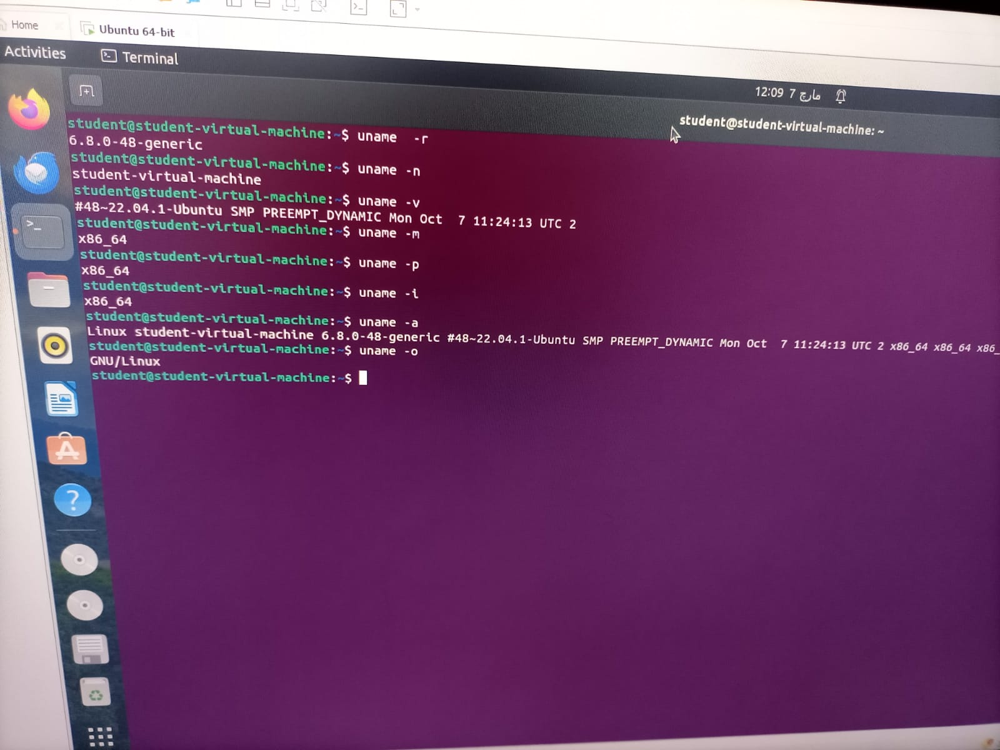 Home
Ubuntu 64-bit
Activities
Terminal
12:09 7 مارچ
student@student-virtual-machine: ~
student@student-virtual-machine:~$ uname  -r
6.8.0-48-generic
student@student-virtual-machine:~$ uname -n
student-virtual-machine
student@student-virtual-machine:~$ uname -v
#48~22.04.1-Ubuntu SMP PREEMPT_DYNAMIC Mon Oct  7 11:24:13 UTC 2
student@student-virtual-machine:~$ uname -m
x86_64
student@student-virtual-machine:~$ uname -p
x86_64
student@student-virtual-machine:~$ uname -i
x86_64
student@student-virtual-machine:~$ uname -a
Linux student-virtual-machine 6.8.0-48-generic #48~22.04.1-Ubuntu SMP PREEMPT_DYNAMIC Mon Oct  7 11:24:13 UTC 2 x86_64 x86_64 x86_
student@student-virtual-machine:~$ uname -o
GNU/Linux
student@student-virtual-machine:~$